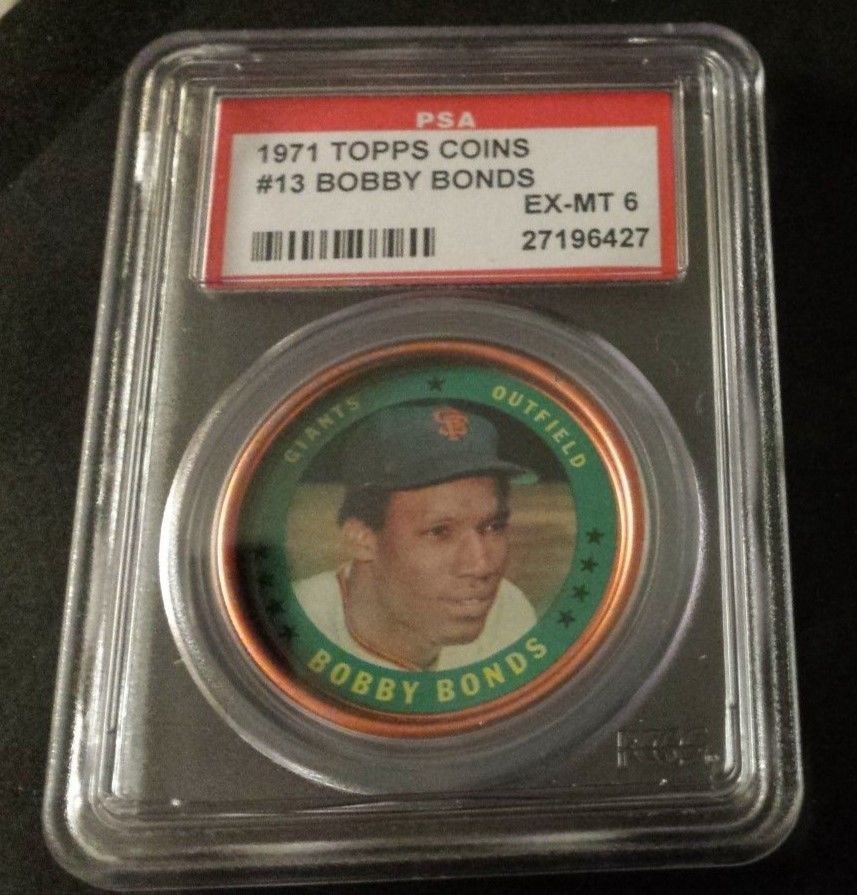 PSA
1971 TOPPS COINS
#13 BOBBY BONDS
EX-MT 6
27196427
GIANTS
OUTFIELD
SF
BOBBY BONDS